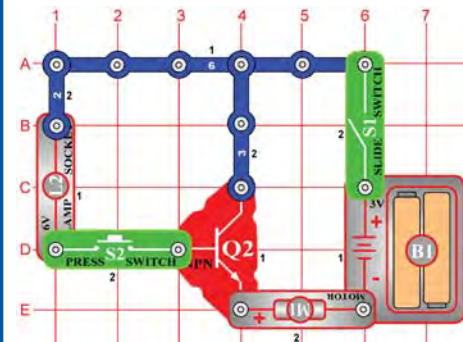 1 2 3 4 5 6 7
A
1
6
2
2
B
C
D
E
6V
L2
LAMP SOCKET
1
S2
PRESS SWITCH
2
3
2
NPN
Q2
1
S1
SLIDE SWITCH
2
3V
+
-
1
B1
MOTOR
M1
+
2